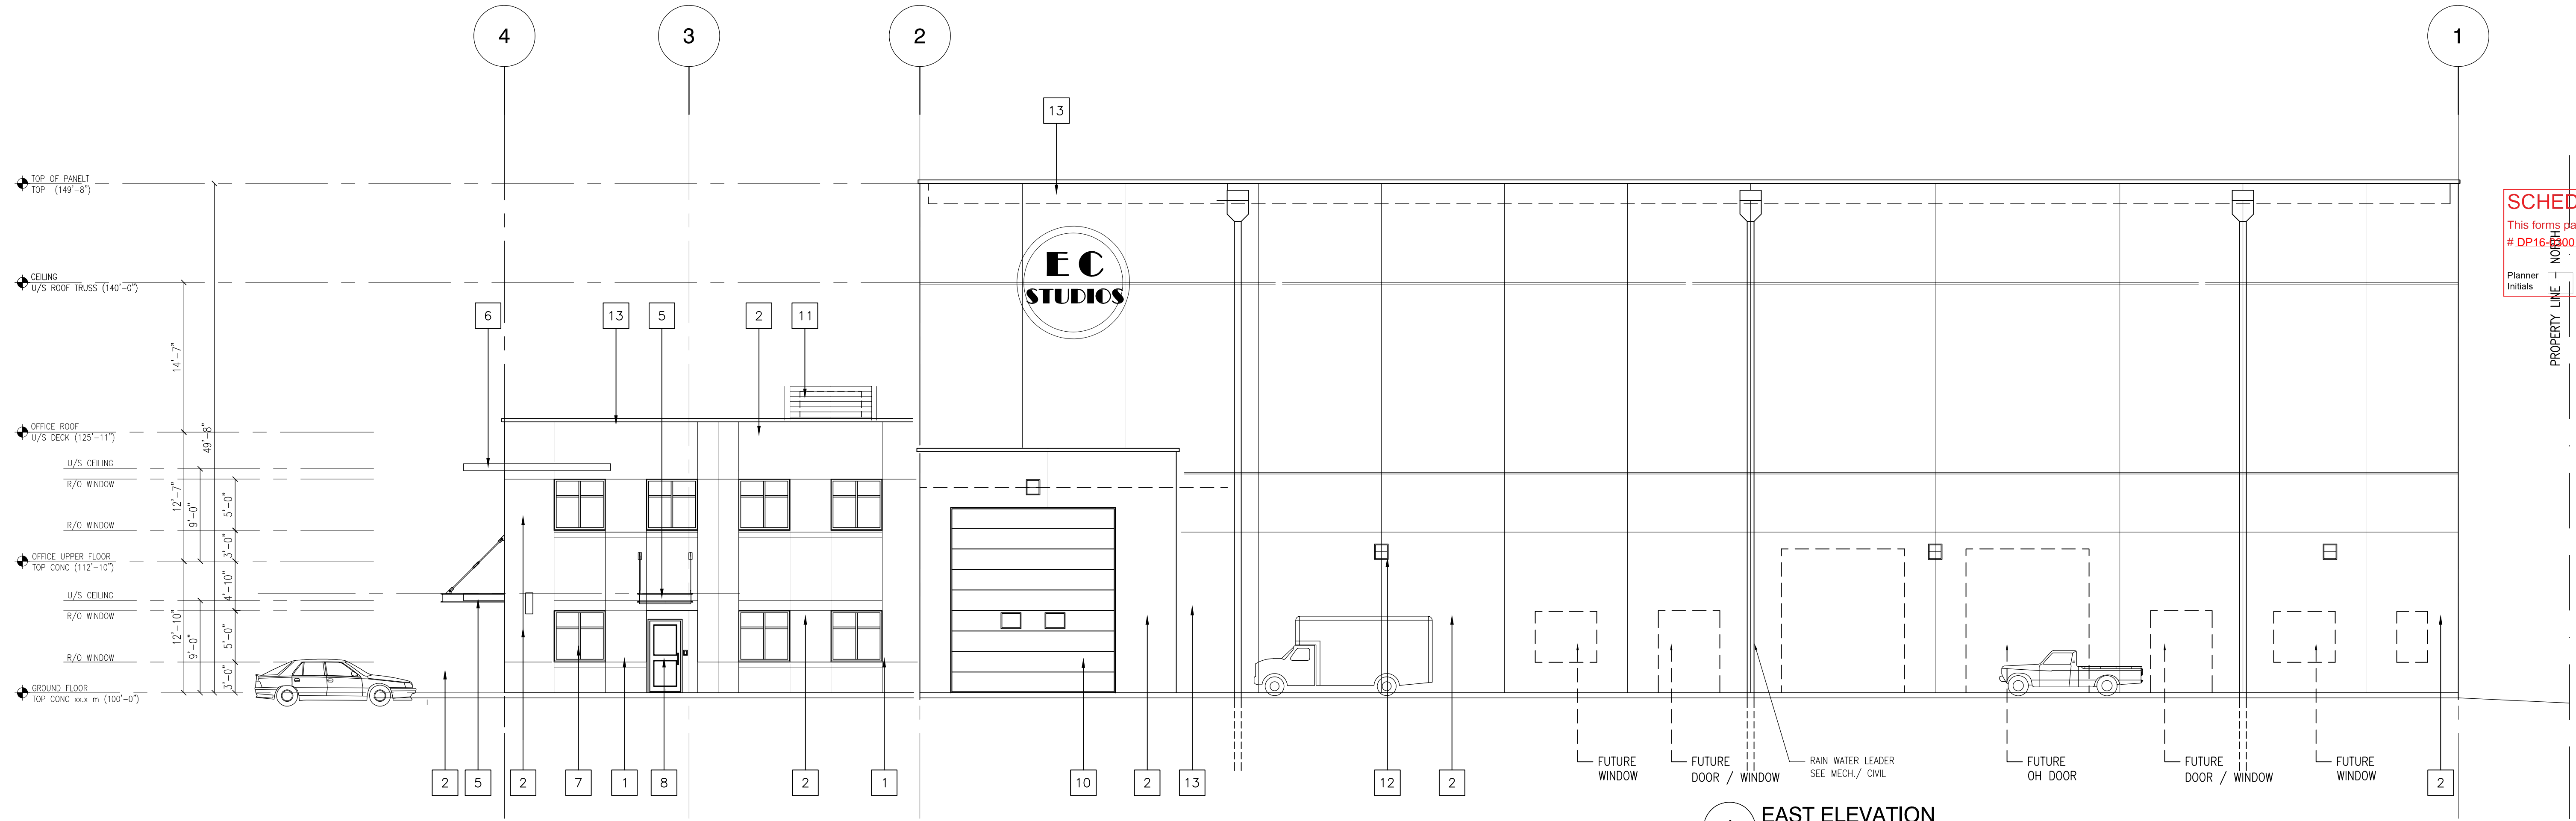 4
3
2
1
13
TOP OF PANELT
TOP (149'-8")
SCHED
This forms pa
# DP16-
Planner
Initials
PROPERTY LINE - NORTH
CEILING
U/S ROOF TRUSS (140'-0")
E C
STUDIOS
6
13
5
2
11
14'-7"
49'-8"
OFFICE ROOF
U/S DECK (125'-11")
U/S CEILING
R/O WINDOW
12'-7"
9'-0"
5'-0"
R/O WINDOW
3'-0"
OFFICE UPPER FLOOR
TOP CONC (112'-10")
4'-10"
U/S CEILING
R/O WINDOW
12'-10"
9'-0"
5'-0"
R/O WINDOW
3'-0"
GROUND FLOOR
TOP CONC xx.x m (100'-0")
FUTURE
WINDOW
FUTURE
DOOR / WINDOW
RAIN WATER LEADER
SEE MECH./ CIVIL
FUTURE
OH DOOR
FUTURE
DOOR / WINDOW
FUTURE
WINDOW
2
5
2
7
1
8
2
1
10
2
13
12
2
2
EAST ELEVATION